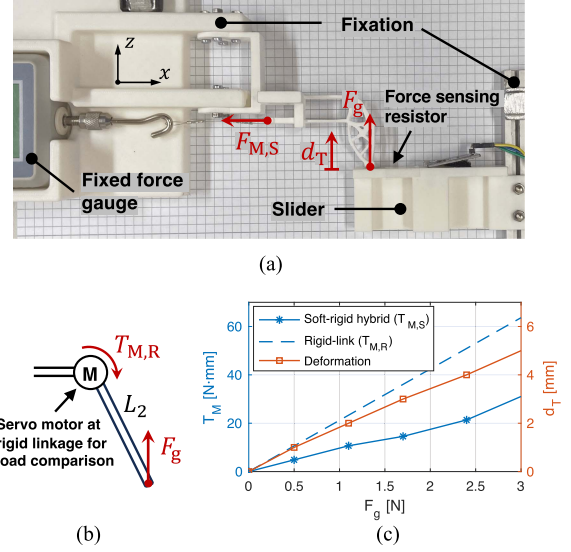 Fixation
z
x
F_g
Force sensing
resistor
F_M,S
d_T
Fixed force
gauge
Slider
(a)
T_M,R
M
L_2
Servo motor at
rigid linkage for
load comparison
F_g
(b)
Soft-rigid hybrid (T_M,S)
Rigid-link (T_M,R)
Deformation
T_M [N·mm]
60
40
20
0
6
4
2
0
d_T [mm]
0 0.5 1 1.5 2 2.5 3
F_g [N]
(c)